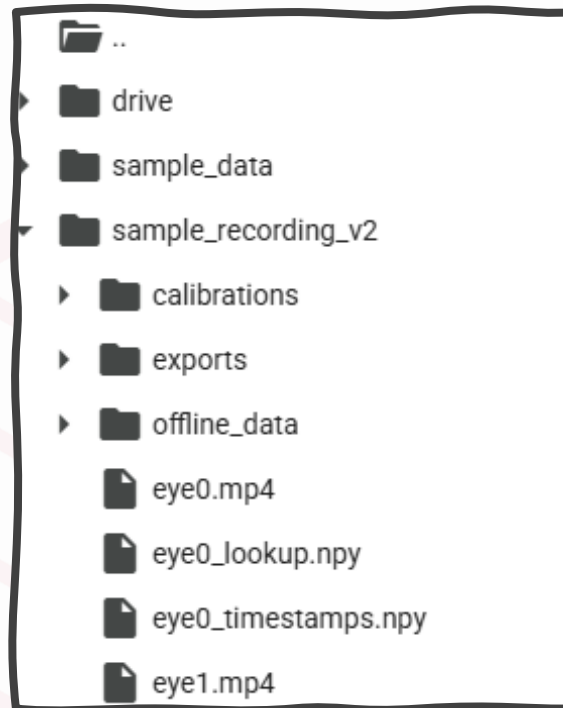 ..
drive
sample_data
sample_recording_v2
calibrations
exports
offline_data
eye0.mp4
eye0_lookup.npy
eye0_timestamps.npy
eye1.mp4